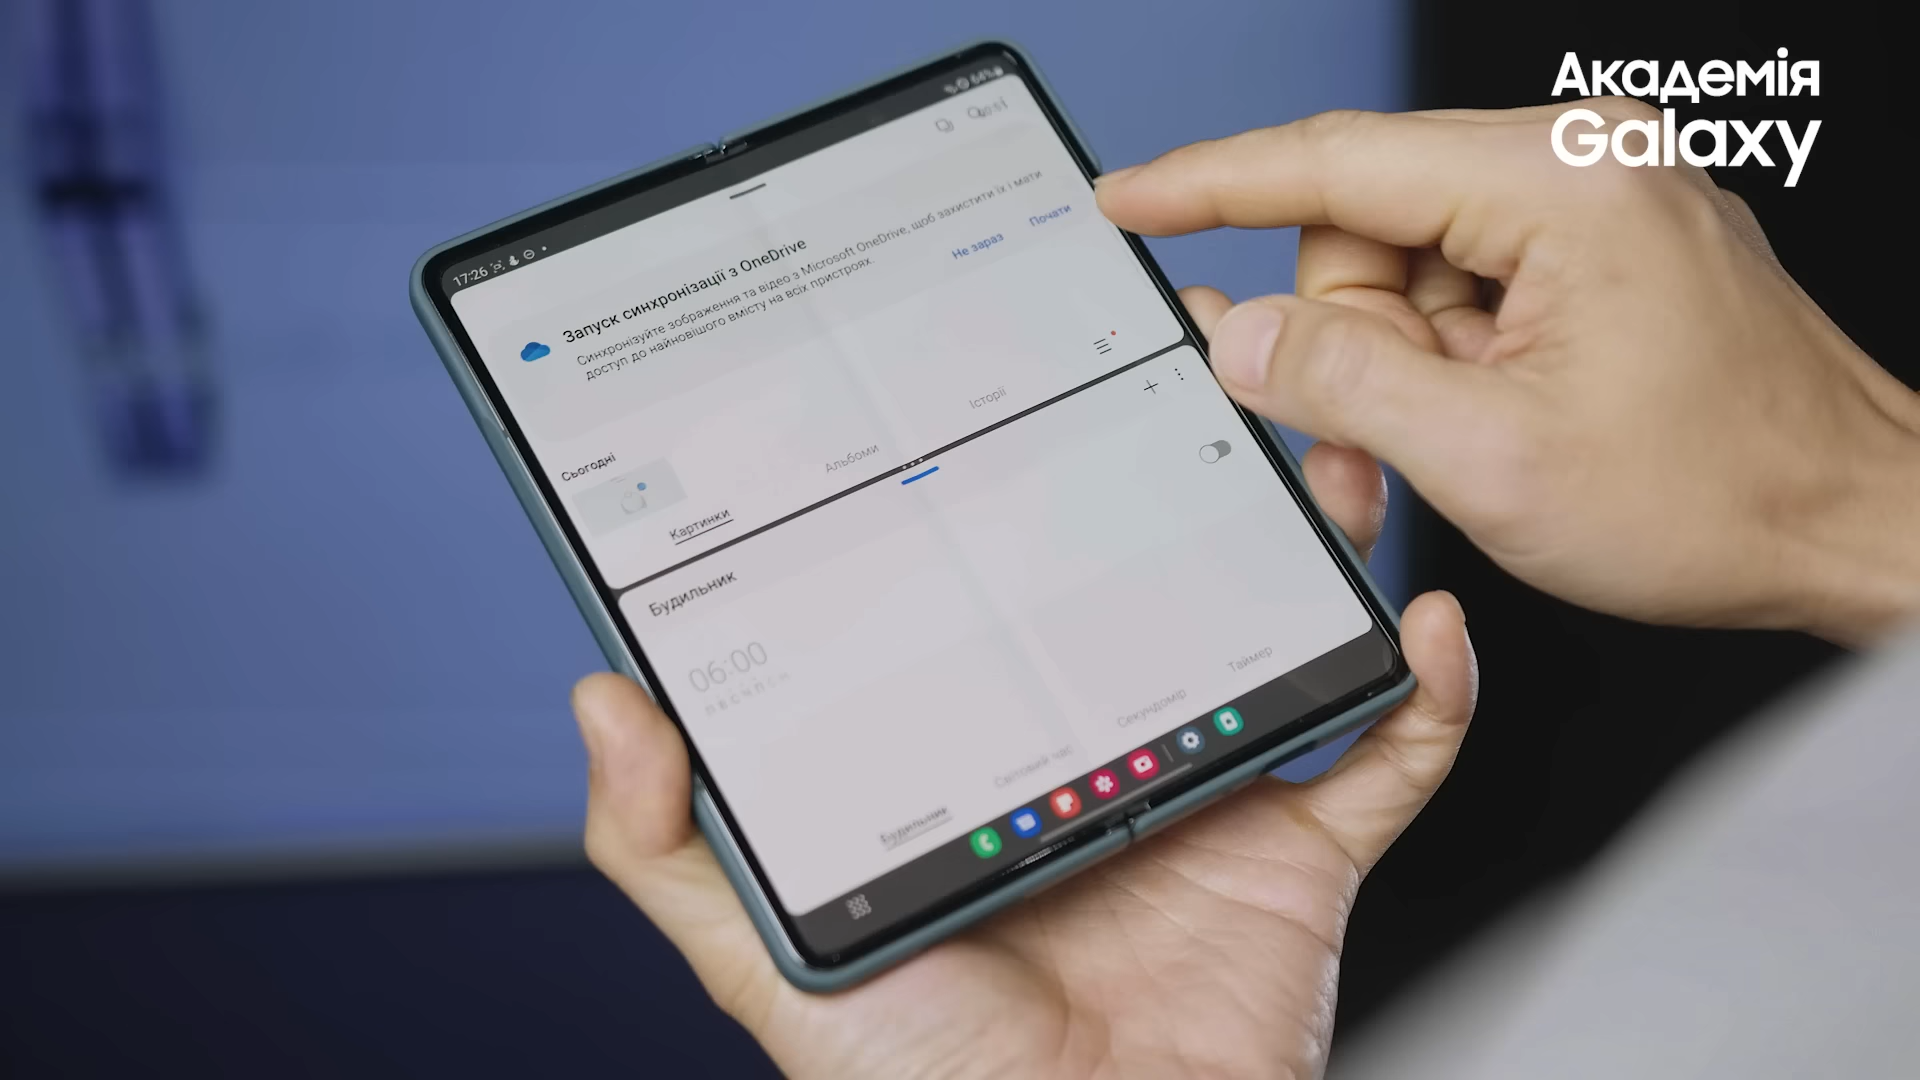 Академія
Galaxy
17:26
64%
Запуск синхронізації з OneDrive
Синхронізуйте зображення та відео з Microsoft OneDrive, щоб захистити їх і мати
доступ до найновішого вмісту на всіх пристроях.
Не зараз
Почати
Сьогодні
Картинки
Альбоми
Історії
Будильник
06:00
Будильник
Світовий час
Секундомір
Таймер